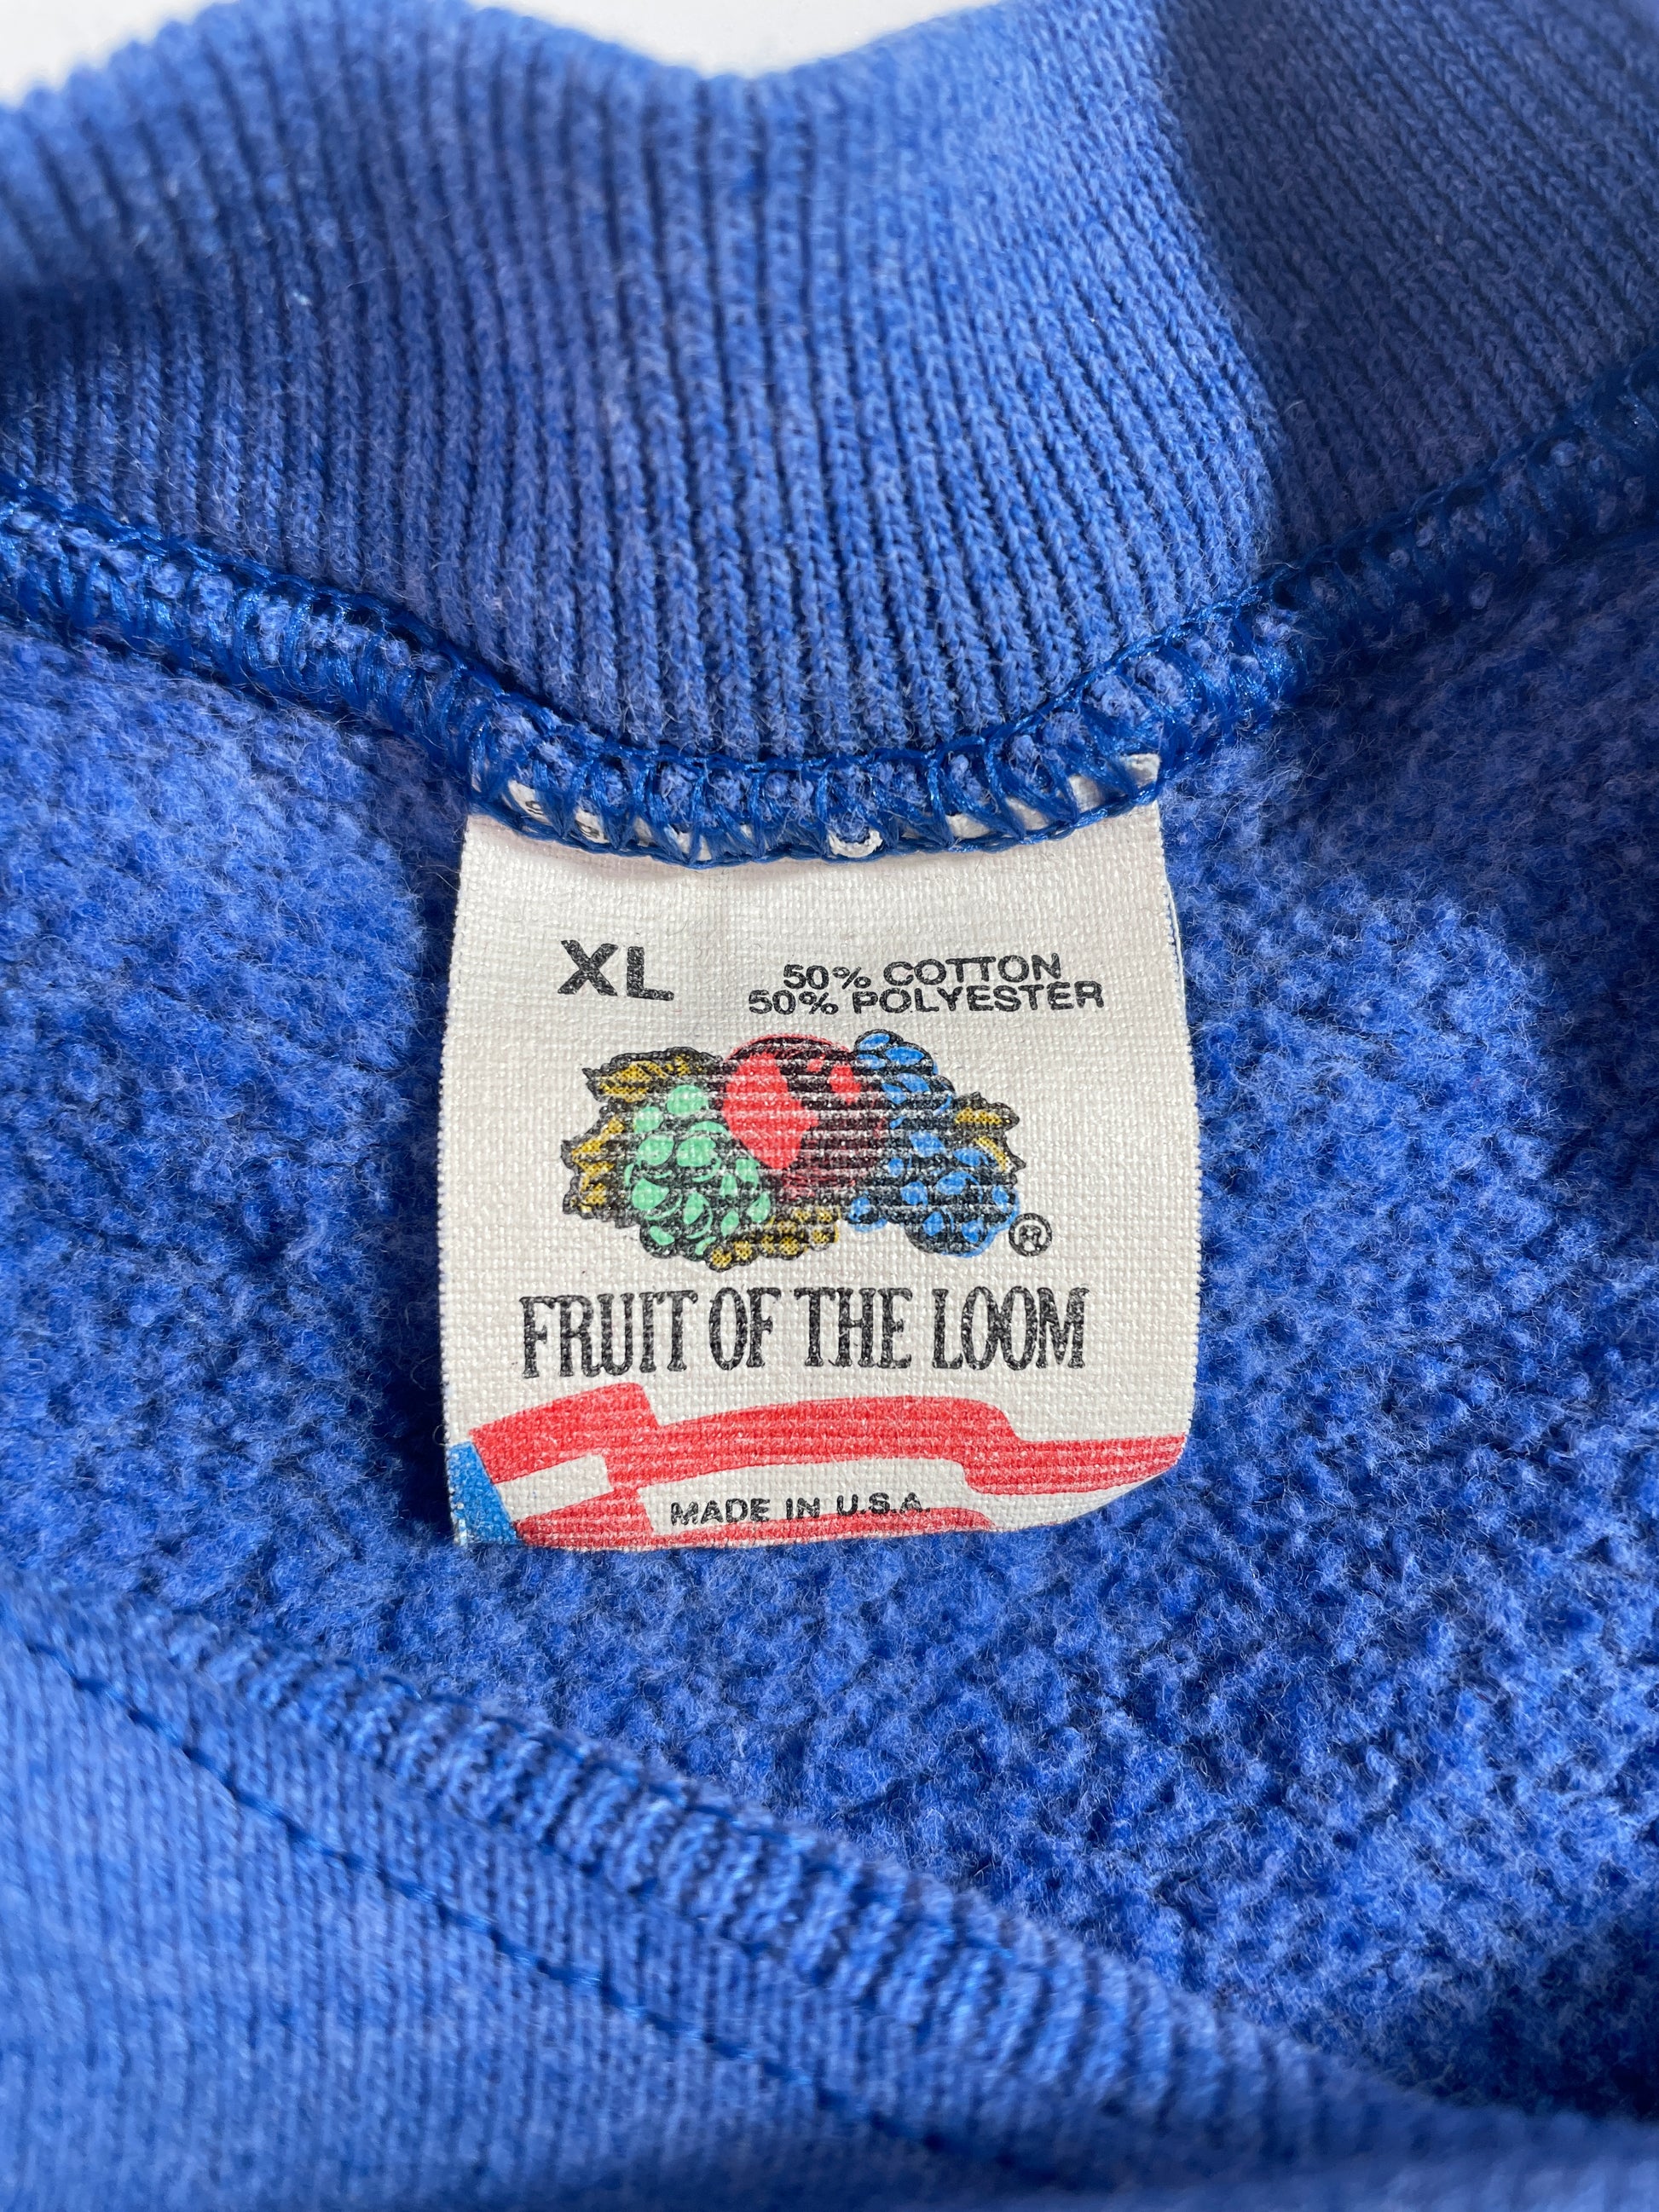 XL
50% COTTON
50% POLYESTER
®
FRUIT OF THE LOOM
MADE IN U.S.A.